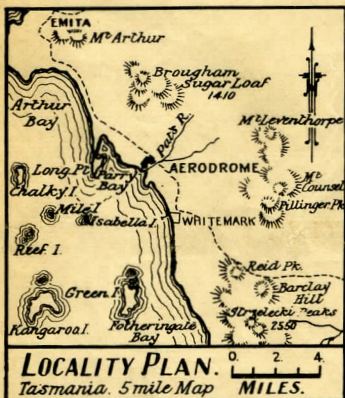 EMITA
Mt Arthur
Brougham
Sugar Loaf
1410
Arthur
Bay
Pats R.
Mt Leventhorpe
Long Pt.
Parrys
Bay
AERODROME
Chalky I.
Mt
Counsel
Mile I
Isabella I.
WHITEMARK
Pillinger Pk.
Reef I.
Reid Pk.
Green I.
Barclay
Hill
Strzelecki Peaks
2550
Kangaroo I.
Fotheringale
Bay
LOCALITY PLAN.
0. 2. 4.
Tasmania. 5 mile Map
MILES.